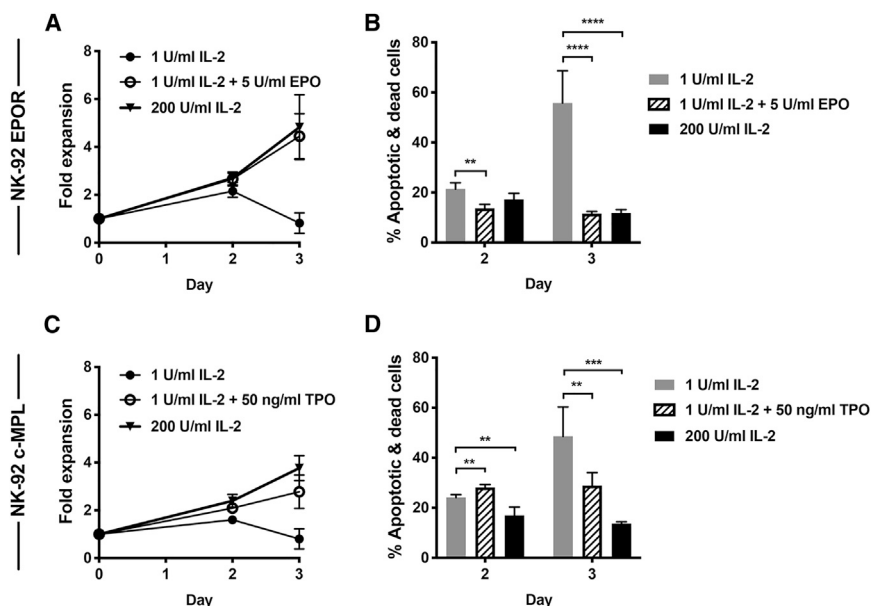 A
NK-92 EPOR
Fold expansion
8
6
4
2
0
0
1
2
3
Day
1 U/ml IL-2
1 U/ml IL-2 + 5 U/ml EPO
200 U/ml IL-2
B
% Apoptotic & dead cells
80
60
40
20
0
**
****
****
2
3
Day
1 U/ml IL-2
1 U/ml IL-2 + 5 U/ml EPO
200 U/ml IL-2
C
NK-92 c-MPL
Fold expansion
8
6
4
2
0
0
1
2
3
Day
1 U/ml IL-2
1 U/ml IL-2 + 50 ng/ml TPO
200 U/ml IL-2
D
% Apoptotic & dead cells
80
60
40
20
0
**
**
***
**
2
3
Day
1 U/ml IL-2
1 U/ml IL-2 + 50 ng/ml TPO
200 U/ml IL-2